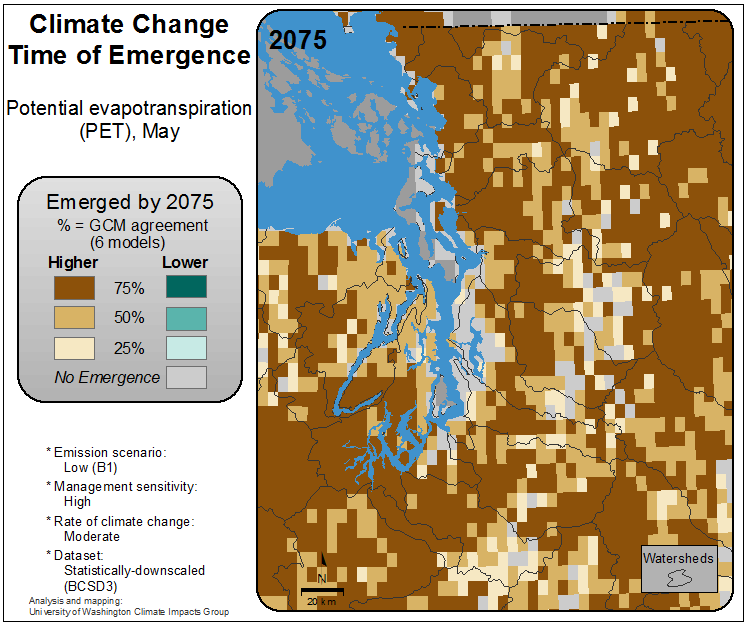 Climate Change
Time of Emergence
Potential evapotranspiration
(PET), May
Emerged by 2075
% = GCM agreement
(6 models)
Higher Lower
75%
50%
25%
No Emergence
* Emission scenario:
Low (B1)
* Management sensitivity:
High
* Rate of climate change:
Moderate
* Dataset:
Statistically-downscaled
(BCSD3)
Analysis and mapping:
University of Washington Climate Impacts Group
2075
N
20 km
Watersheds